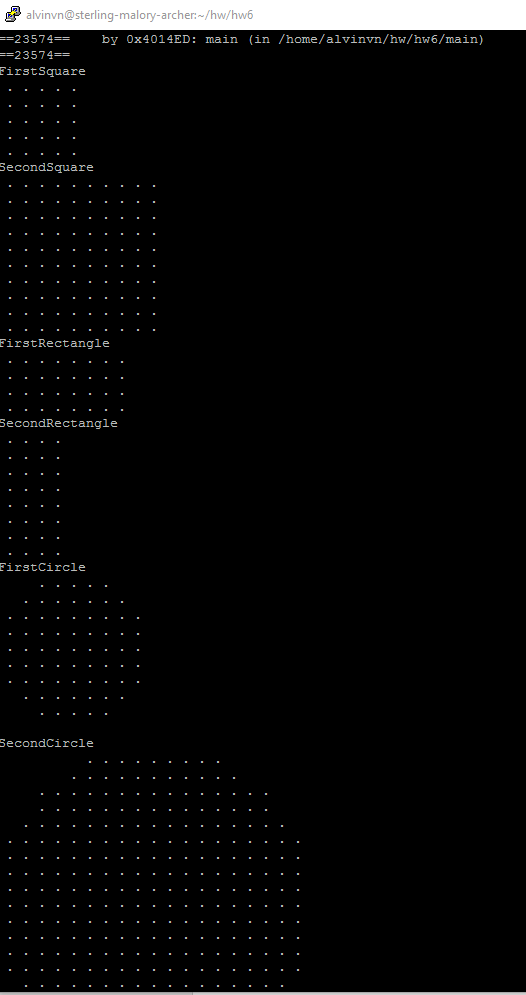 alvinvn@sterling-malory-archer:~/hw/hw6
==23574==    by 0x4014ED: main (in /home/alvinvn/hw/hw6/main)
==23574==
FirstSquare
 . . . . .
 . . . . .
 . . . . .
 . . . . .
 . . . . .
SecondSquare
 . . . . . . . . . .
 . . . . . . . . . .
 . . . . . . . . . .
 . . . . . . . . . .
 . . . . . . . . . .
 . . . . . . . . . .
 . . . . . . . . . .
 . . . . . . . . . .
 . . . . . . . . . .
 . . . . . . . . . .
FirstRectangle
 . . . . . . . .
 . . . . . . . .
 . . . . . . . .
 . . . . . . . .
SecondRectangle
 . . . .
 . . . .
 . . . .
 . . . .
 . . . .
 . . . .
 . . . .
 . . . .
FirstCircle
     . . . . .
   . . . . . . .
 . . . . . . . . .
 . . . . . . . . .
 . . . . . . . . .
 . . . . . . . . .
 . . . . . . . . .
   . . . . . . .
     . . . . .

SecondCircle
           . . . . . . . . .
         . . . . . . . . . . .
     . . . . . . . . . . . . . . .
     . . . . . . . . . . . . . . .
   . . . . . . . . . . . . . . . . .
 . . . . . . . . . . . . . . . . . . .
 . . . . . . . . . . . . . . . . . . .
 . . . . . . . . . . . . . . . . . . .
 . . . . . . . . . . . . . . . . . . .
 . . . . . . . . . . . . . . . . . . .
 . . . . . . . . . . . . . . . . . . .
 . . . . . . . . . . . . . . . . . . .
 . . . . . . . . . . . . . . . . . . .
 . . . . . . . . . . . . . . . . . . .
   . . . . . . . . . . . . . . . . .